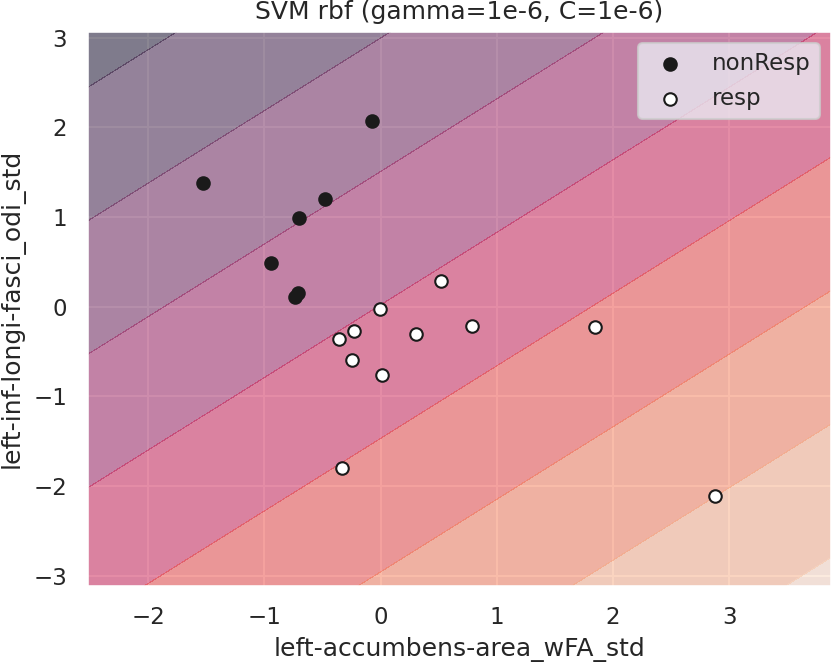 SVM rbf (gamma=1e-6, C=1e-6)
nonResp
resp
3
2
1
0
−1
−2
−3
left-inf-longi-fasci_odi_std
−2 −1 0 1 2 3
left-accumbens-area_wFA_std